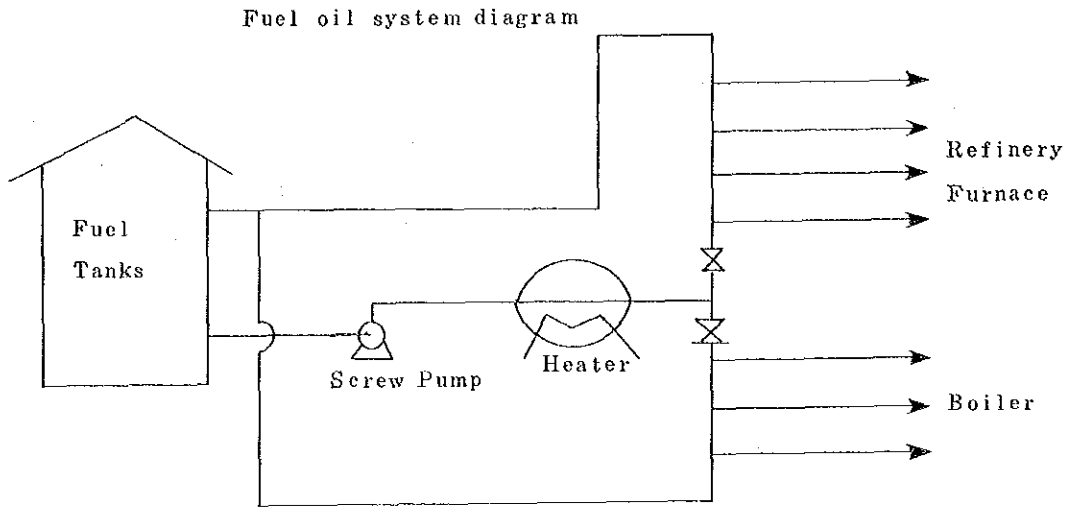 Fuel oil system diagram
Refinery
Furnace
Fuel
Tanks
Heater
Screw Pump
Boiler